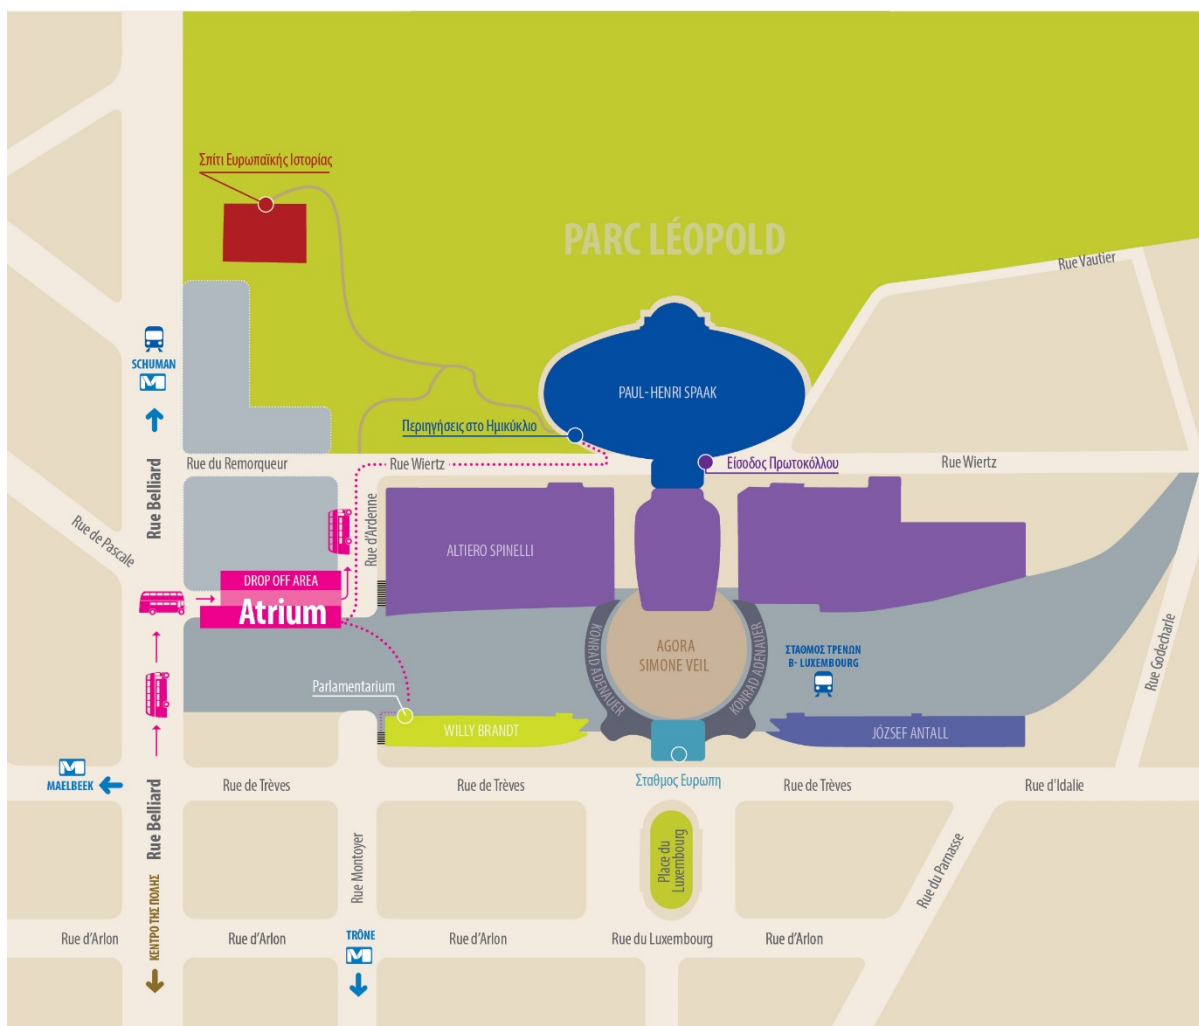 Σπίτι Ευρωπαϊκής Ιστορίας
PARC LÉOPOLD
Rue Vautier
SCHUMAN
M
PAUL-HENRI SPAAK
Περιηγήσεις στο Ημικύκλιο
Rue du Remorqueur
Rue Wiertz
Είσοδος Πρωτοκόλλου
Rue Wiertz
Rue Belliard
Rue de Pascale
Rue d'Ardenne
ALTIERO SPINELLI
DROP OFF AREA
Atrium
KONRAD ADENAUER
AGORA
SIMONE VEIL
KONRAD ADENAUER
ΣΤΑΘΜΟΣ ΤΡΕΝΩΝ
B- LUXEMBOURG
Rue Godecharle
Parlamentarium
WILLY BRANDT
JÓZSEF ANTALL
M
MAELBEEK
Rue Belliard
Rue de Trèves
Rue de Trèves
Σταθμος Ευρωπη
Rue de Trèves
Rue d'Idalie
Rue Montoyer
Place du
Luxembourg
Rue du Parnasse
ΚΕΝΤΡΟ ΤΗΣ ΠΟΛΗΣ
Rue d'Arlon
Rue d'Arlon
TRÔNE
M
Rue d'Arlon
Rue du Luxembourg
Rue d'Arlon